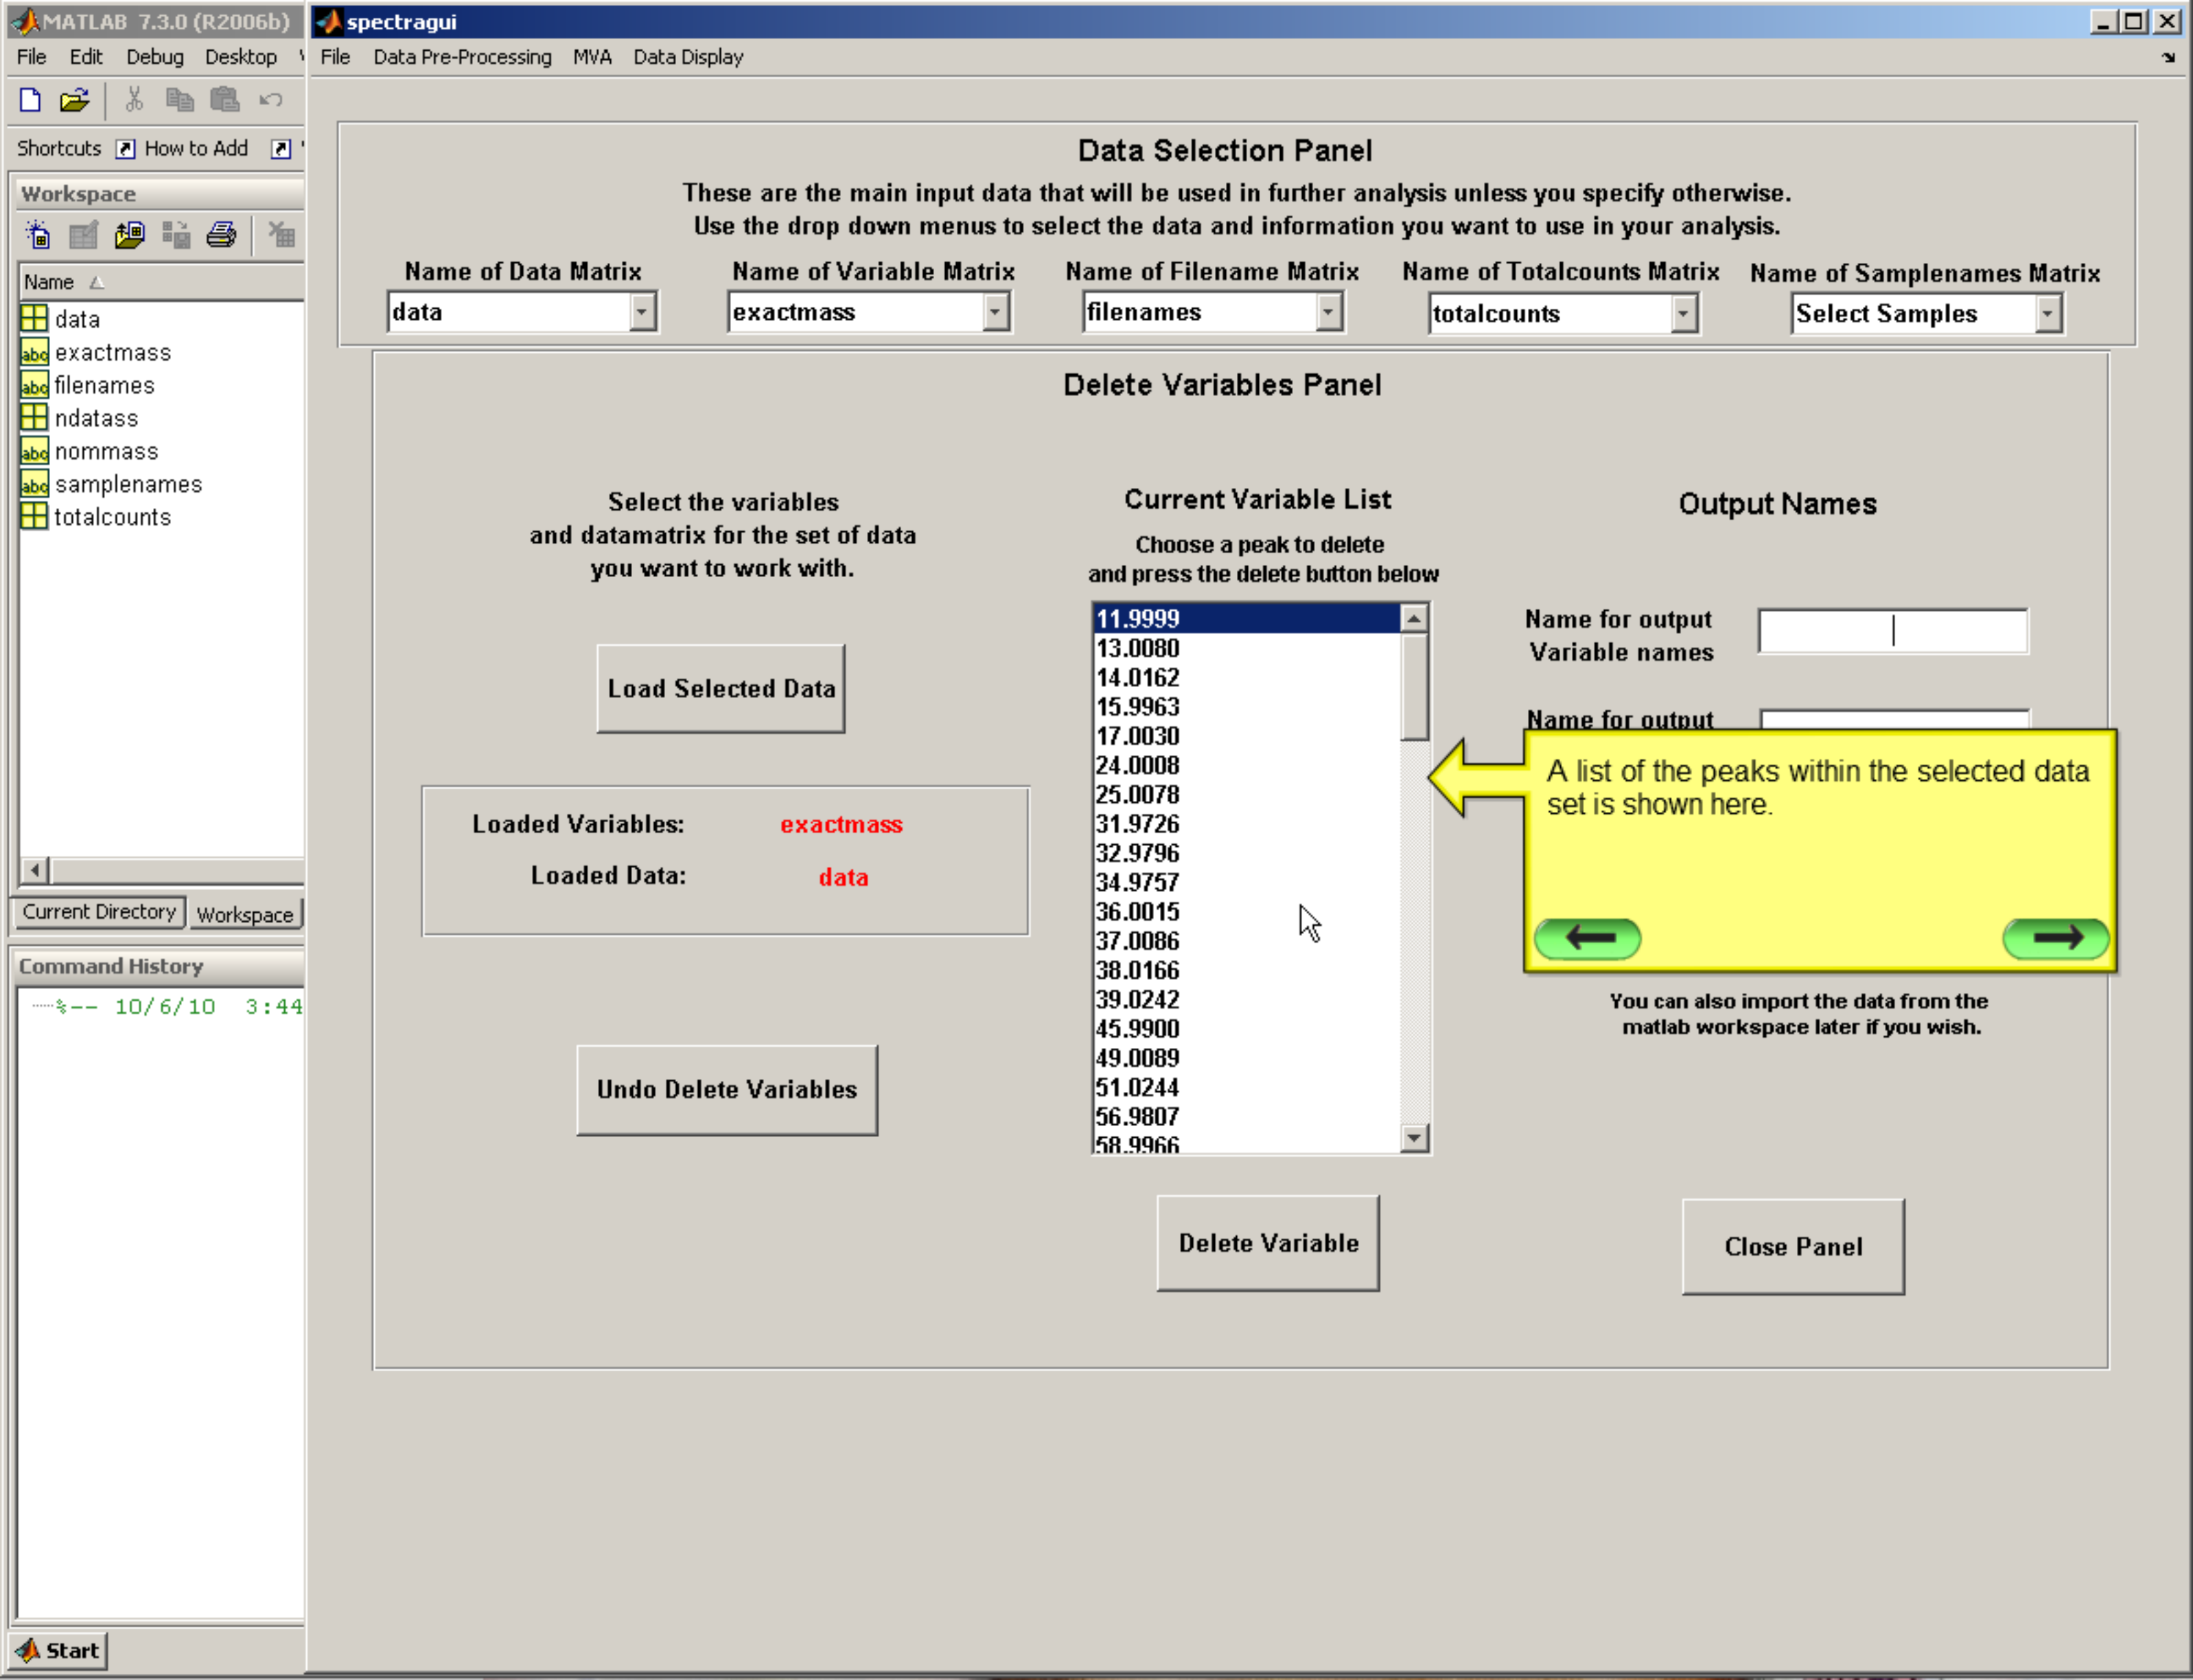 MATLAB 7.3.0 (R2006b)
File Edit Debug Desktop
Shortcuts How to Add
Workspace
Name
data
exactmass
filenames
ndatass
nommass
samplenames
totalcounts
Current Directory Workspace
Command History
%-- 10/6/10 3:44
Start
spectragui
File Data Pre-Processing MVA Data Display
Data Selection Panel
These are the main input data that will be used in further analysis unless you specify otherwise.
Use the drop down menus to select the data and information you want to use in your analysis.
Name of Data Matrix Name of Variable Matrix Name of Filename Matrix Name of Totalcounts Matrix Name of Samplenames Matrix
data exactmass filenames totalcounts Select Samples
Delete Variables Panel
Select the variables
and datamatrix for the set of data
you want to work with.
Load Selected Data
Loaded Variables: exactmass
Loaded Data: data
Undo Delete Variables
Current Variable List
Choose a peak to delete
and press the delete button below
11.9999
13.0080
14.0162
15.9963
17.0030
24.0008
25.0078
31.9726
32.9796
34.9757
36.0015
37.0086
38.0166
39.0242
45.9900
49.0089
51.0244
56.9807
58.9966
Delete Variable
Output Names
Name for output
Variable names
Name for output
A list of the peaks within the selected data
set is shown here.
You can also import the data from the
matlab workspace later if you wish.
Close Panel